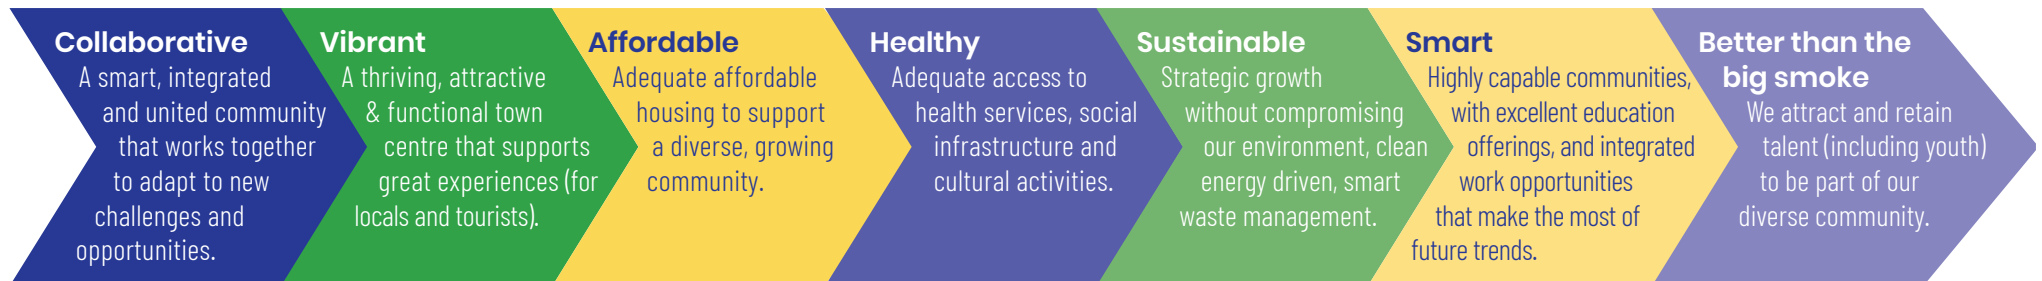 Collaborative
A smart, integrated
and united community
that works together
to adapt to new
challenges and
opportunities.
Vibrant
A thriving, attractive
& functional town
centre that supports
great experiences (for
locals and tourists).
Affordable
Adequate affordable
housing to support
a diverse, growing
community.
Healthy
Adequate access to
health services, social
infrastructure and
cultural activities.
Sustainable
Strategic growth
without compromising
our environment, clean
energy driven, smart
waste management.
Smart
Highly capable communities,
with excellent education
offerings, and integrated
work opportunities
that make the most of
future trends.
Better than the
big smoke
We attract and retain
talent (including youth)
to be part of our
diverse community.